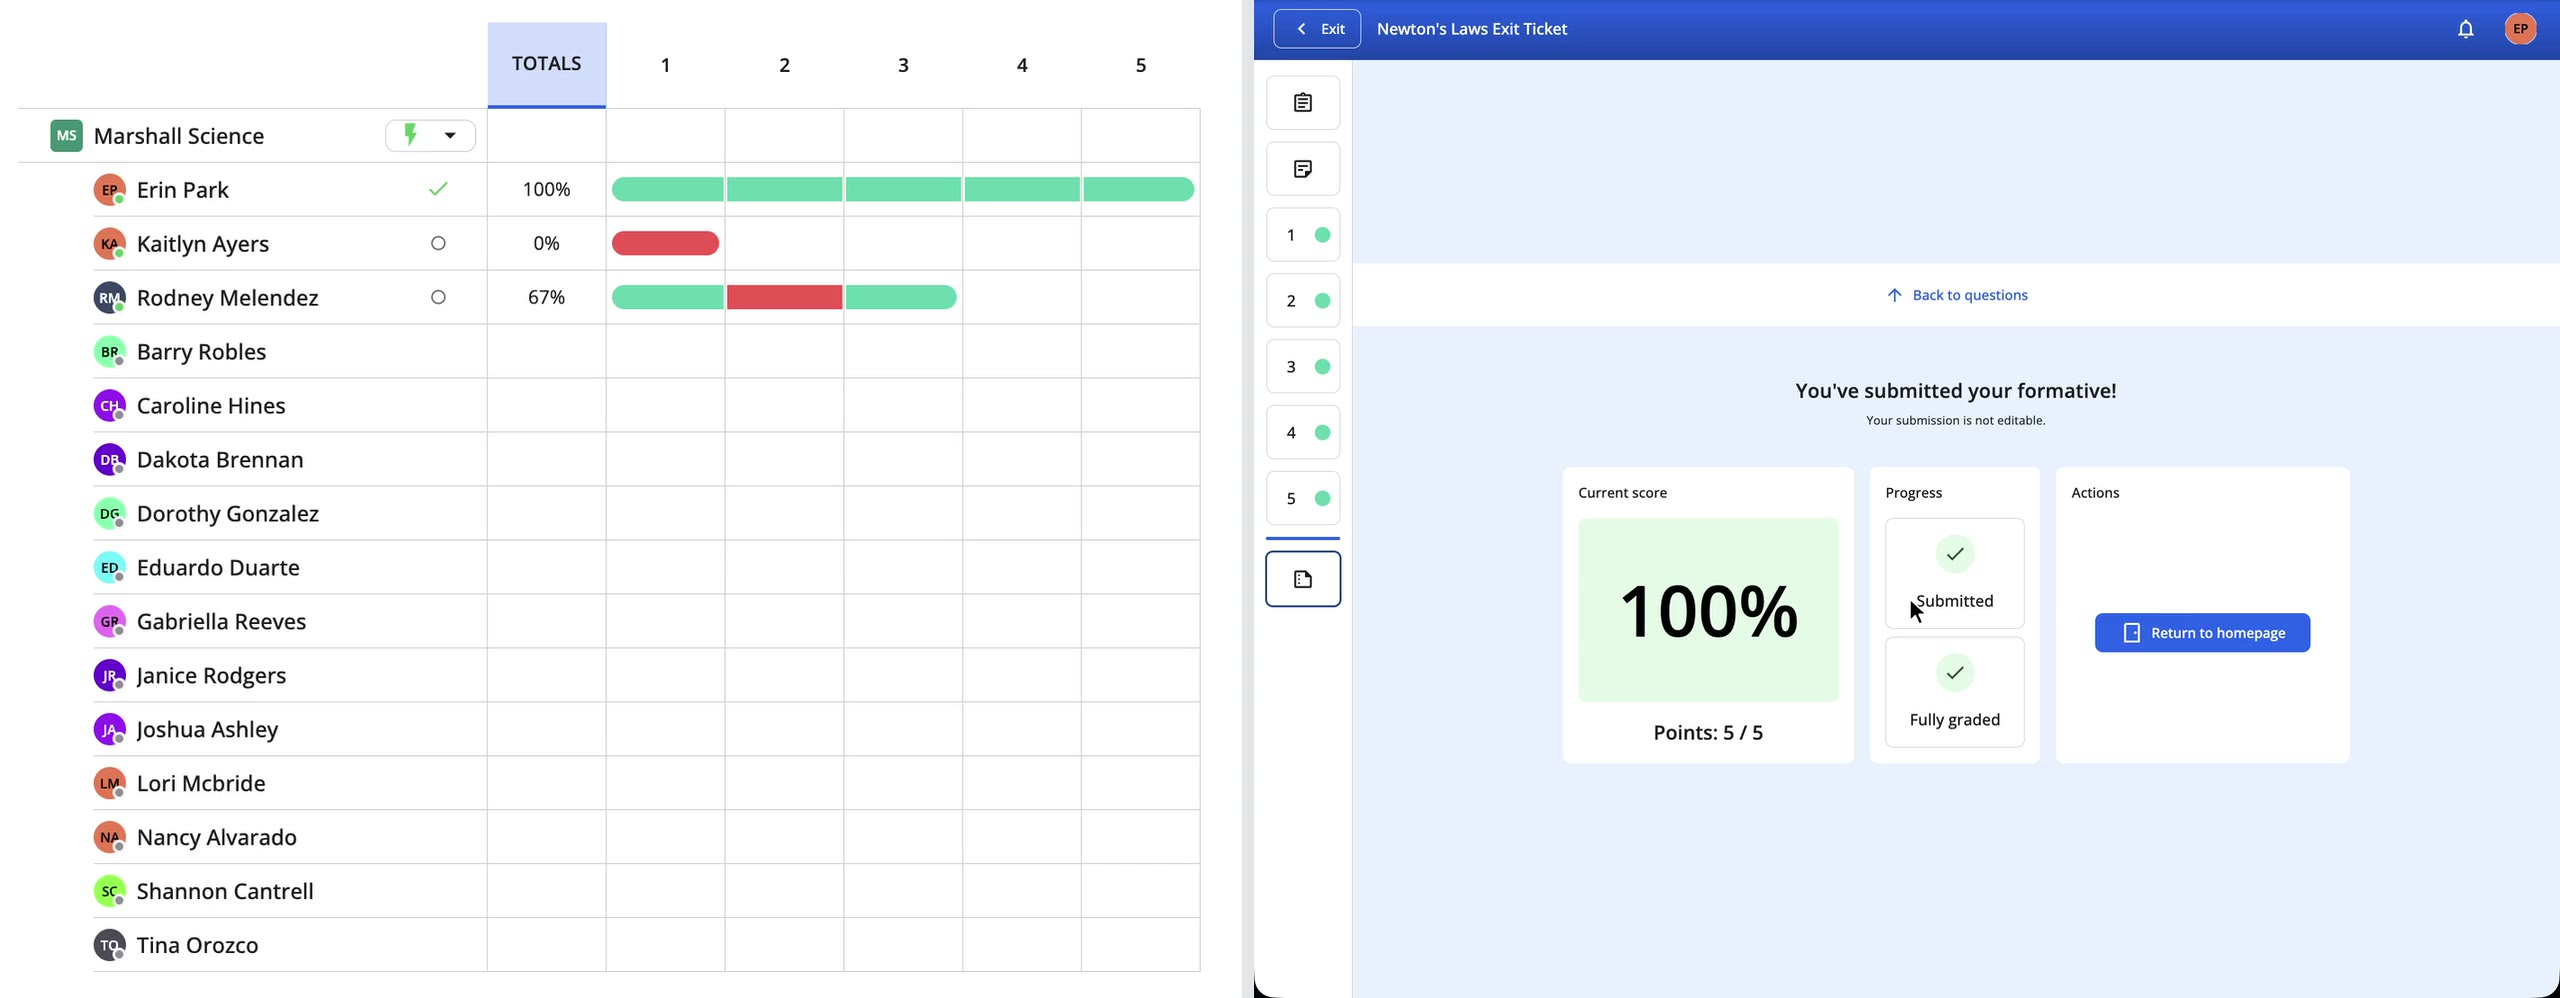 TOTALS 1 2 3 4 5
MS Marshall Science
EP Erin Park 100%
KA Kaitlyn Ayers 0%
RM Rodney Melendez 67%
BR Barry Robles
CH Caroline Hines
DB Dakota Brennan
DG Dorothy Gonzalez
ED Eduardo Duarte
GR Gabriella Reeves
JR Janice Rodgers
JA Joshua Ashley
LM Lori Mcbride
NA Nancy Alvarado
SC Shannon Cantrell
TO Tina Orozco
Exit Newton's Laws Exit Ticket EP
1
2
3
4
5
Back to questions
You've submitted your formative!
Your submission is not editable.
Current score
100%
Points: 5 / 5
Progress
Submitted
Fully graded
Actions
Return to homepage